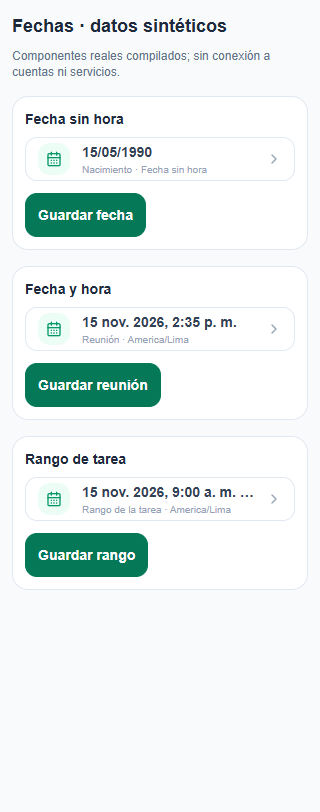 Fechas · datos sintéticos
Componentes reales compilados; sin conexión a
cuentas ni servicios.
Fecha sin hora
15/05/1990
Nacimiento · Fecha sin hora
Guardar fecha
Fecha y hora
15 nov. 2026, 2:35 p. m.
Reunión · America/Lima
Guardar reunión
Rango de tarea
15 nov. 2026, 9:00 a. m. …
Rango de la tarea · America/Lima
Guardar rango